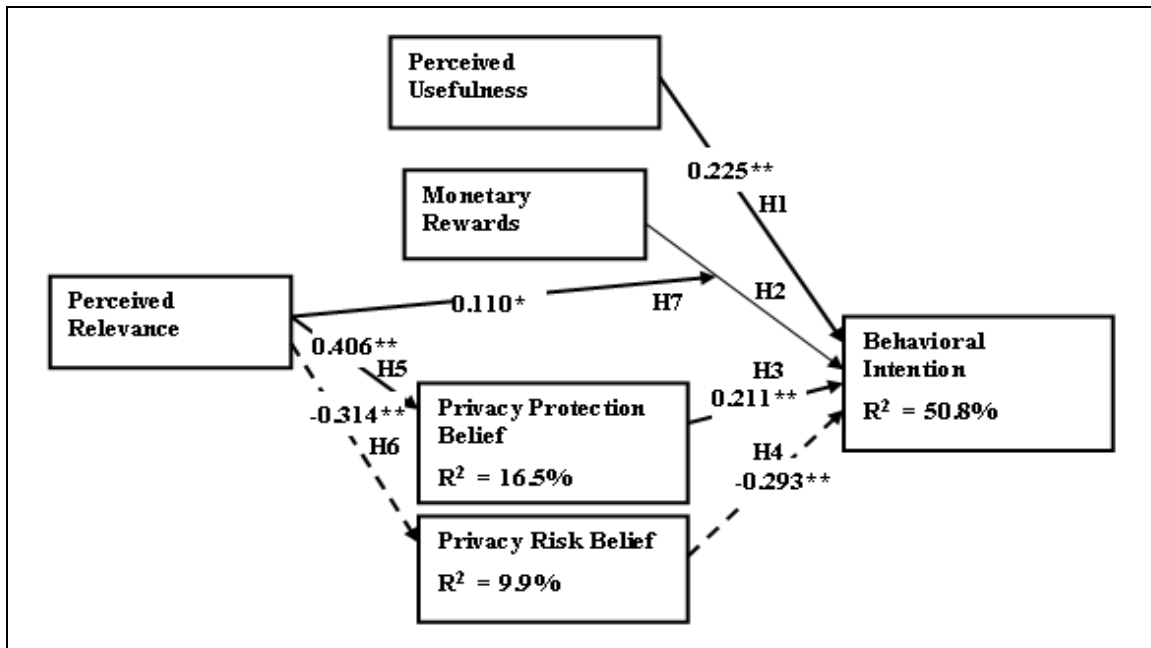 Perceived
Usefulness
0.225**
H1
Monetary
Rewards
H2
Perceived
Relevance
0.110*
H7
0.406**
H5
-0.314**
H6
Privacy Protection
Belief
R² = 16.5%
H3
0.211**
Behavioral
Intention
R² = 50.8%
H4
-0.293**
Privacy Risk Belief
R² = 9.9%